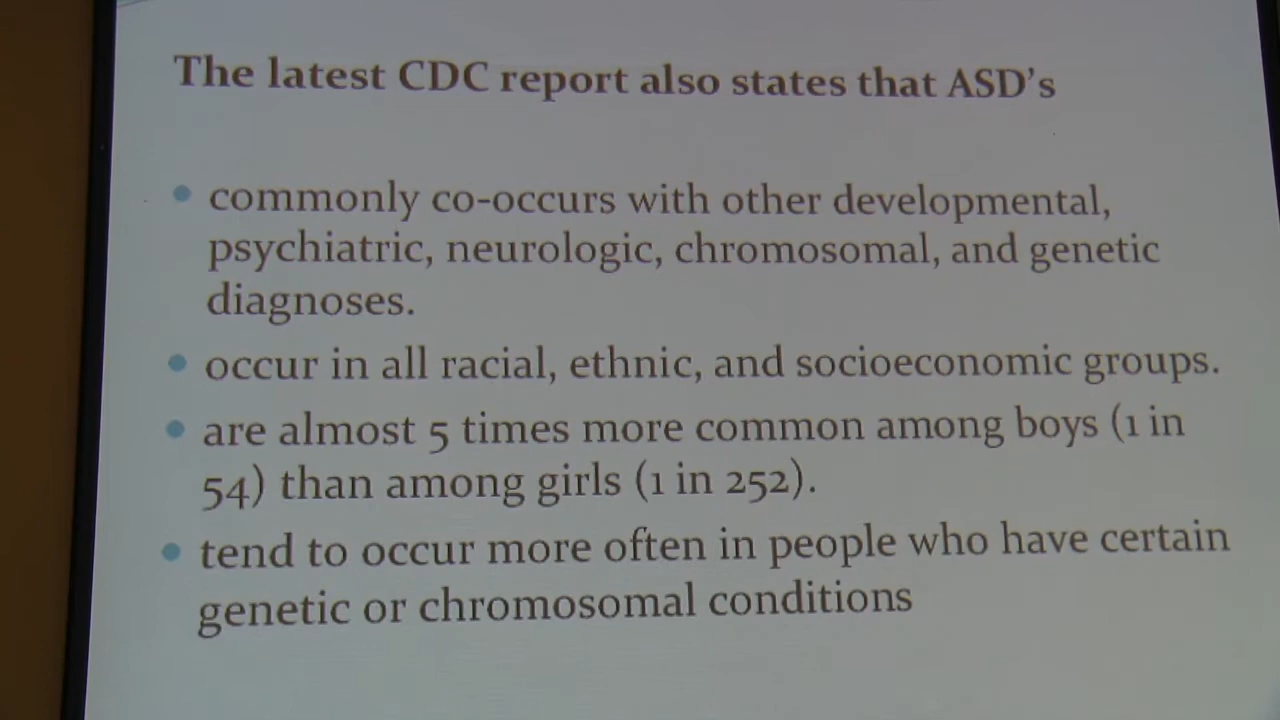 The latest CDC report also states that ASD's
• commonly co-occurs with other developmental,
psychiatric, neurologic, chromosomal, and genetic
diagnoses.
• occur in all racial, ethnic, and socioeconomic groups.
• are almost 5 times more common among boys (1 in
54) than among girls (1 in 252).
• tend to occur more often in people who have certain
genetic or chromosomal conditions